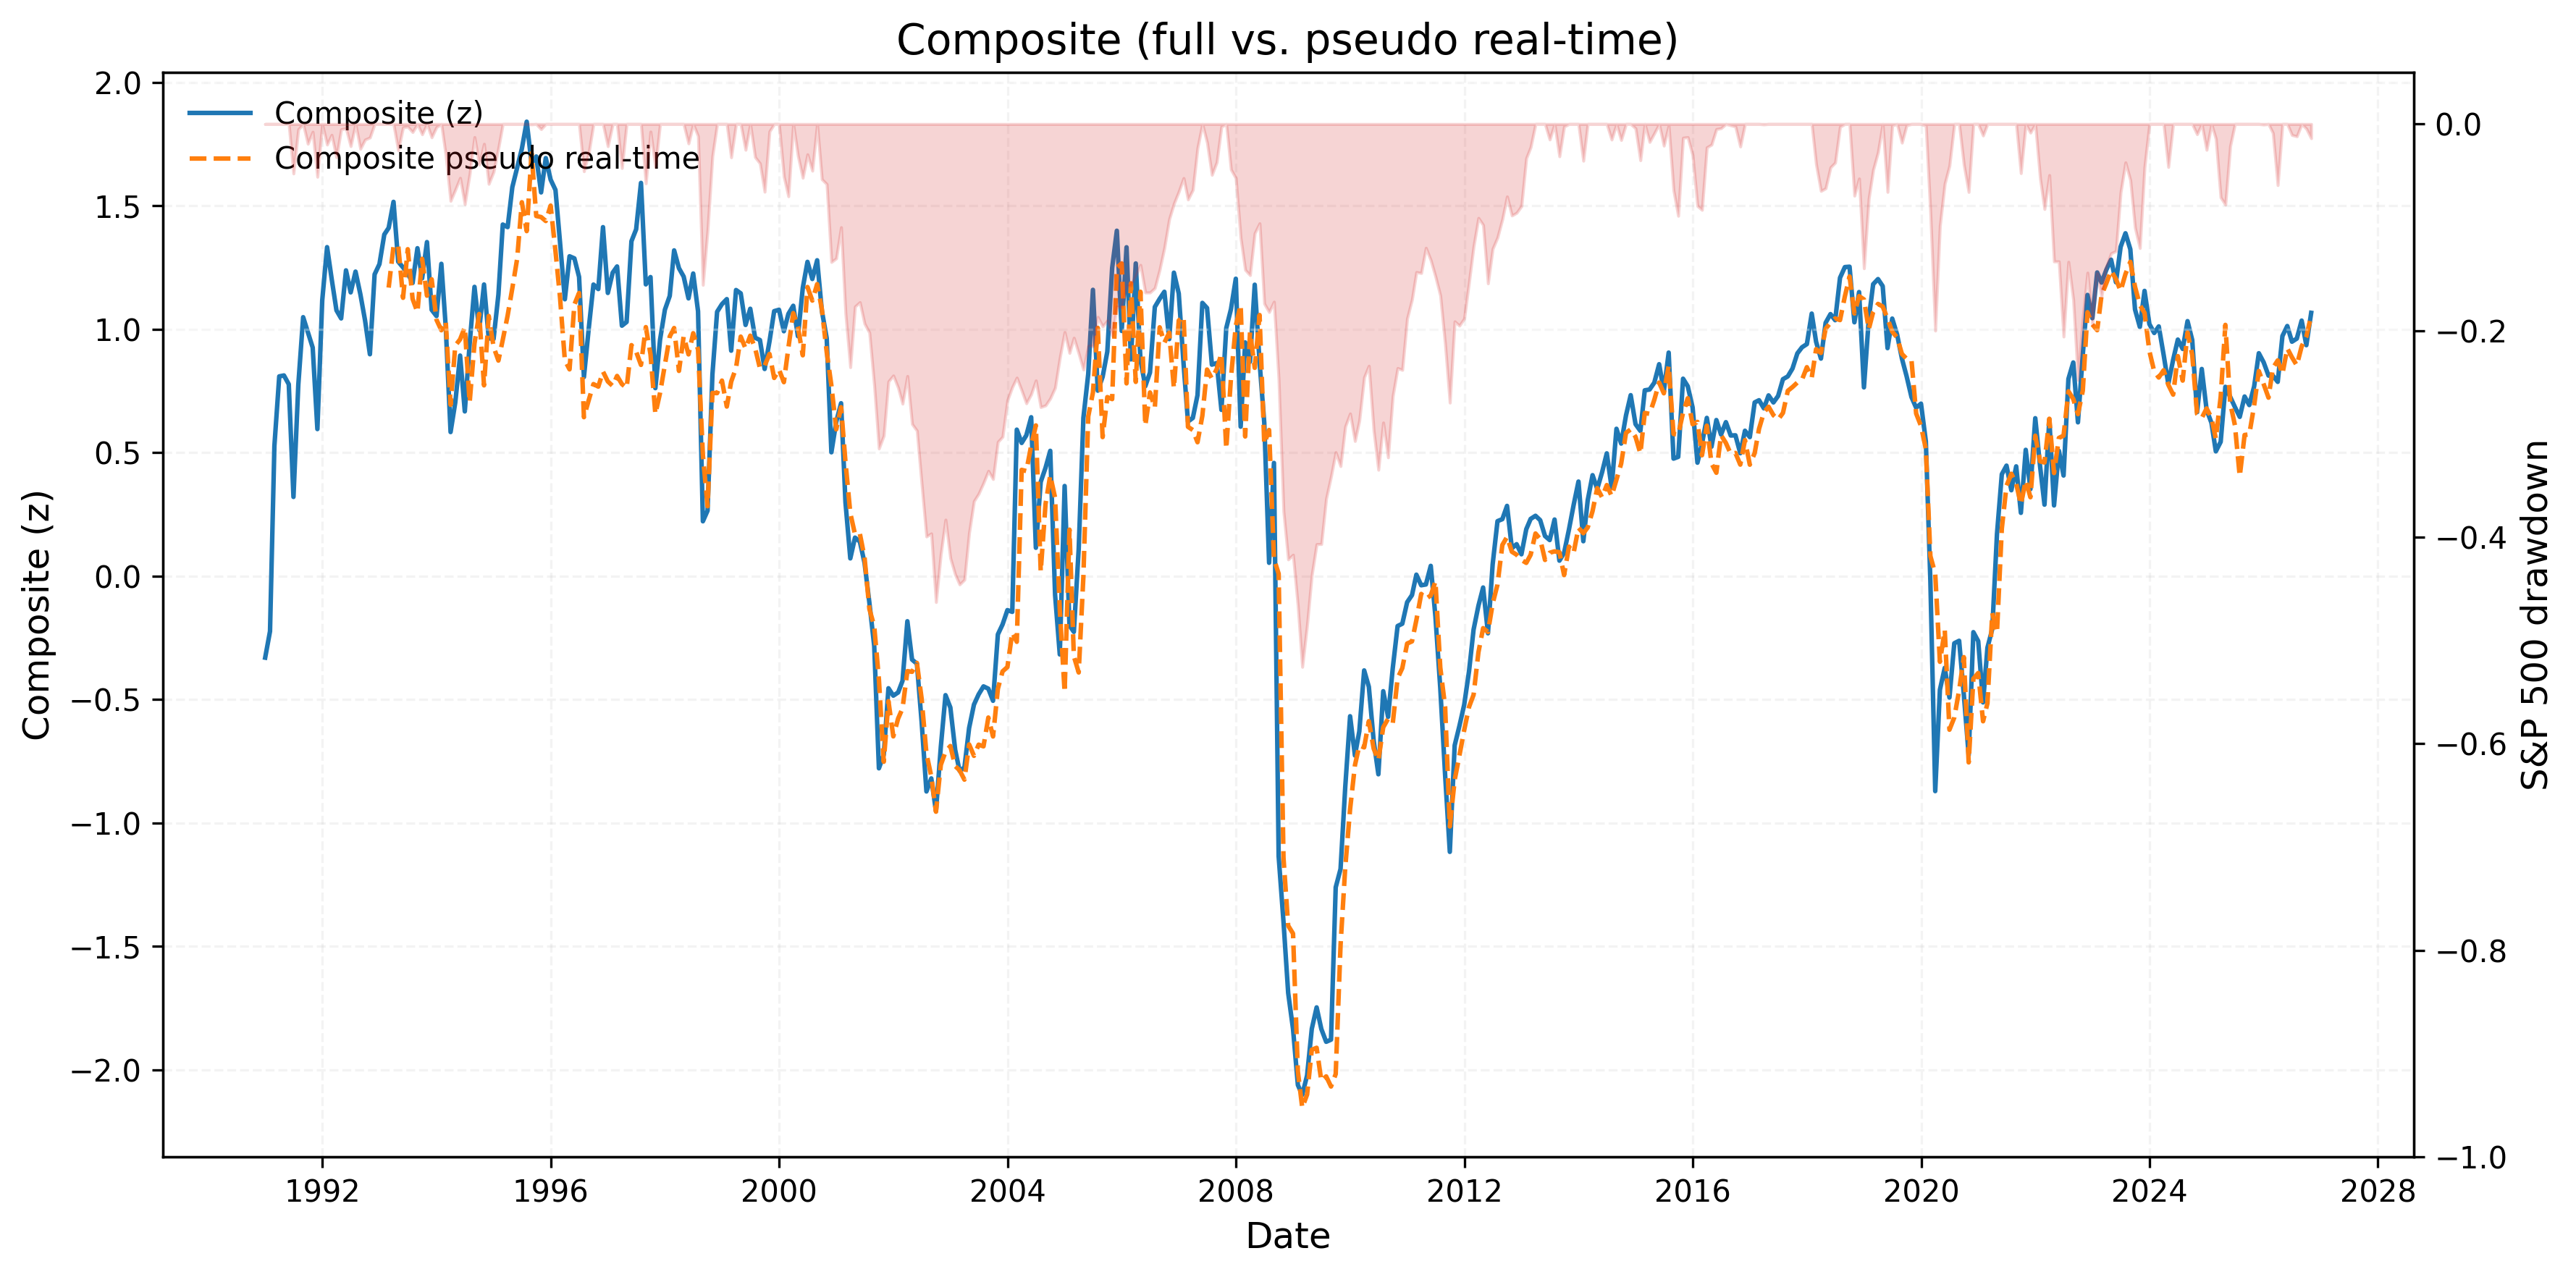 Composite (full vs. pseudo real-time)
Composite (z)
Composite pseudo real-time
2.0
1.5
1.0
0.5
0.0
−0.5
−1.0
−1.5
−2.0
Composite (z)
0.0
−0.2
−0.4
−0.6
−0.8
−1.0
S&P 500 drawdown
1992 1996 2000 2004 2008 2012 2016 2020 2024 2028
Date